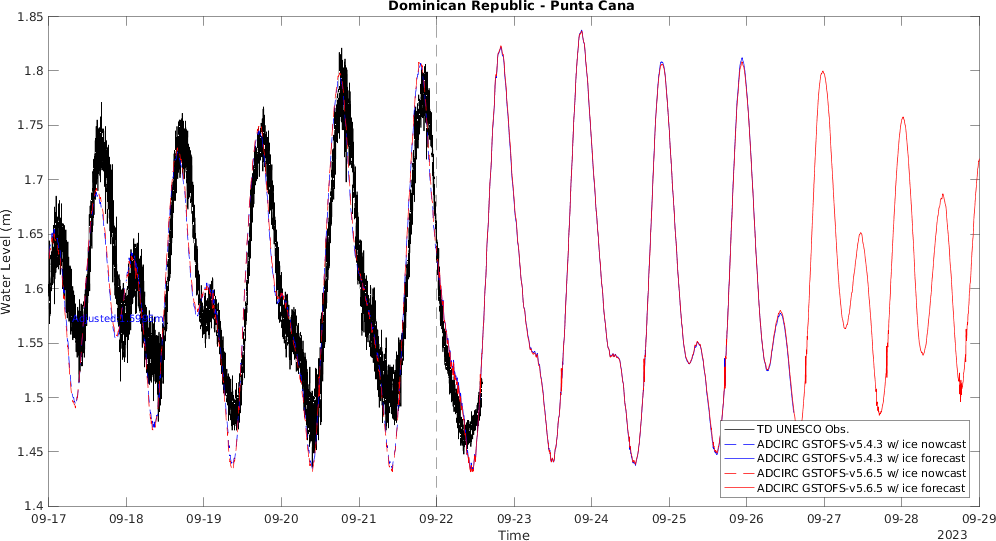 Dominican Republic - Punta Cana
Water Level (m)
1.85
1.8
1.75
1.7
1.65
1.6
1.55
1.5
1.45
1.4
TD UNESCO Obs.
ADCIRC GSTOFS-v5.4.3 w/ ice nowcast
ADCIRC GSTOFS-v5.4.3 w/ ice forecast
ADCIRC GSTOFS-v5.6.5 w/ ice nowcast
ADCIRC GSTOFS-v5.6.5 w/ ice forecast
09-17 09-18 09-19 09-20 09-21 09-22 09-23 09-24 09-25 09-26 09-27 09-28 09-29
Time
2023